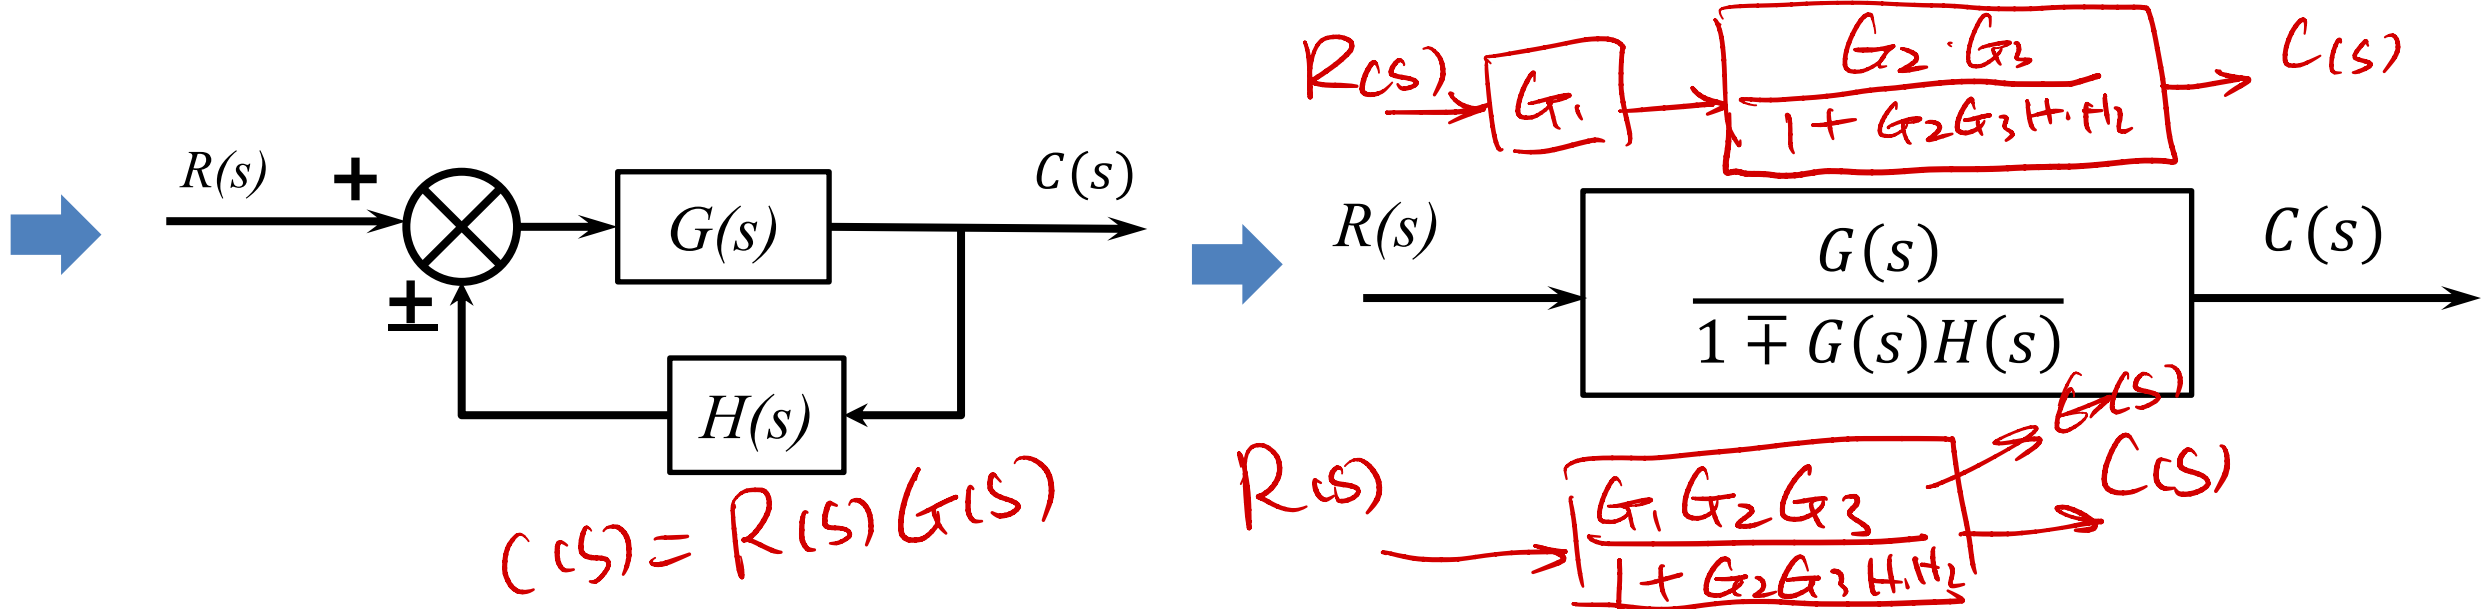 R(s) + G(s) C(s)
±
H(s)
C(s) = R(s) G(s)
R(s) G₁ G₂·G₃ C(s)
1 + G₂G₃H₁H₂
R(s) G(s) C(s)
1 ∓ G(s)H(s)
G(s)
R(s) G₁G₂G₃ C(s)
1 + G₂G₃H₁H₂